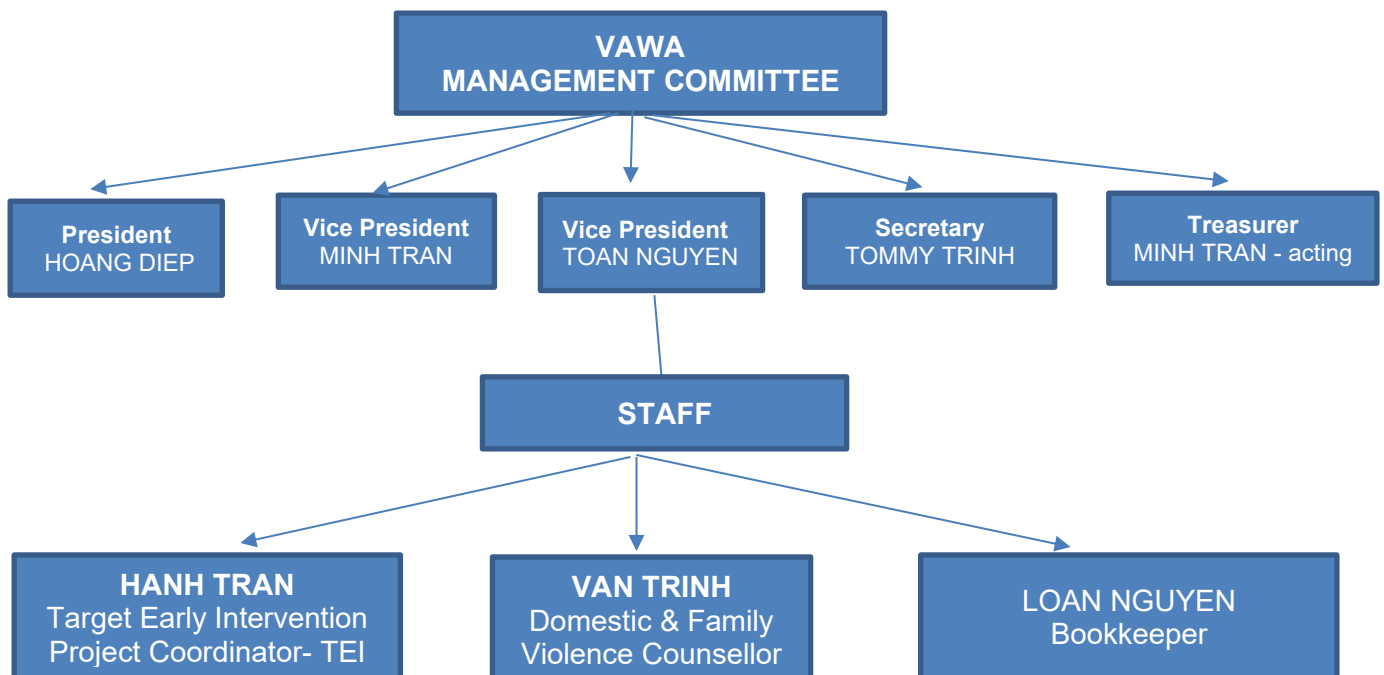 VAWA
MANAGEMENT COMMITTEE
President
HOANG DIEP
Vice President
MINH TRAN
Vice President
TOAN NGUYEN
Secretary
TOMMY TRINH
Treasurer
MINH TRAN - acting
STAFF
HANH TRAN
Target Early Intervention
Project Coordinator- TEI
VAN TRINH
Domestic & Family
Violence Counsellor
LOAN NGUYEN
Bookkeeper